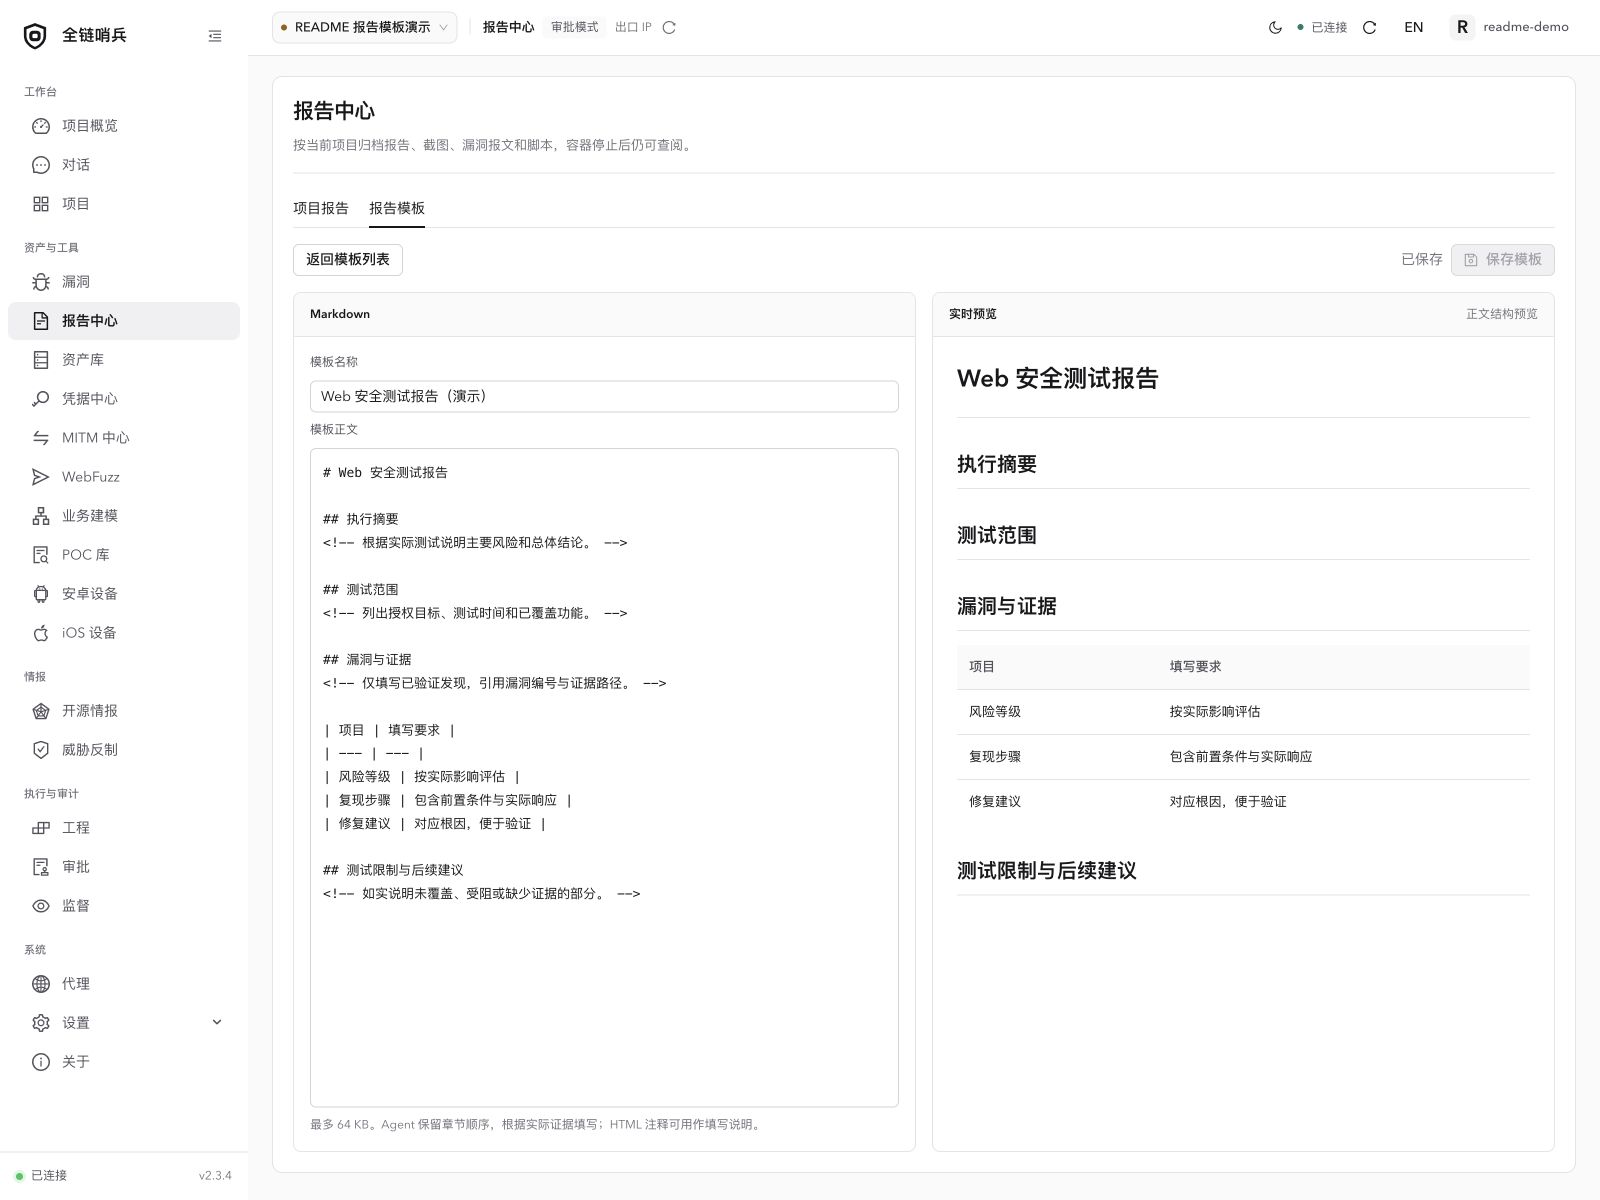 全链哨兵
工作台
项目概览
对话
项目
资产与工具
漏洞
报告中心
资产库
凭据中心
MITM 中心
WebFuzz
业务建模
POC 库
安卓设备
iOS 设备
情报
开源情报
威胁反制
执行与审计
工程
审批
监督
系统
代理
设置
关于
已连接 v2.3.4
README 报告模板演示 报告中心 审批模式 出口 IP 已连接 EN R readme-demo
报告中心
按当前项目归档报告、截图、漏洞报文和脚本，容器停止后仍可查阅。
项目报告 报告模板
返回模板列表 已保存 保存模板
Markdown
模板名称
Web 安全测试报告（演示）
模板正文
# Web 安全测试报告
## 执行摘要
<!-- 根据实际测试说明主要风险和总体结论。 -->
## 测试范围
<!-- 列出授权目标、测试时间和已覆盖功能。 -->
## 漏洞与证据
<!-- 仅填写已验证发现，引用漏洞编号与证据路径。 -->
| 项目 | 填写要求 |
| --- | --- |
| 风险等级 | 按实际影响评估 |
| 复现步骤 | 包含前置条件与实际响应 |
| 修复建议 | 对应根因，便于验证 |
## 测试限制与后续建议
<!-- 如实说明未覆盖、受阻或缺少证据的部分。 -->
最多 64 KB。Agent 保留章节顺序，根据实际证据填写；HTML 注释可用作填写说明。
实时预览 正文结构预览
Web 安全测试报告
执行摘要
测试范围
漏洞与证据
项目 填写要求
风险等级 按实际影响评估
复现步骤 包含前置条件与实际响应
修复建议 对应根因，便于验证
测试限制与后续建议